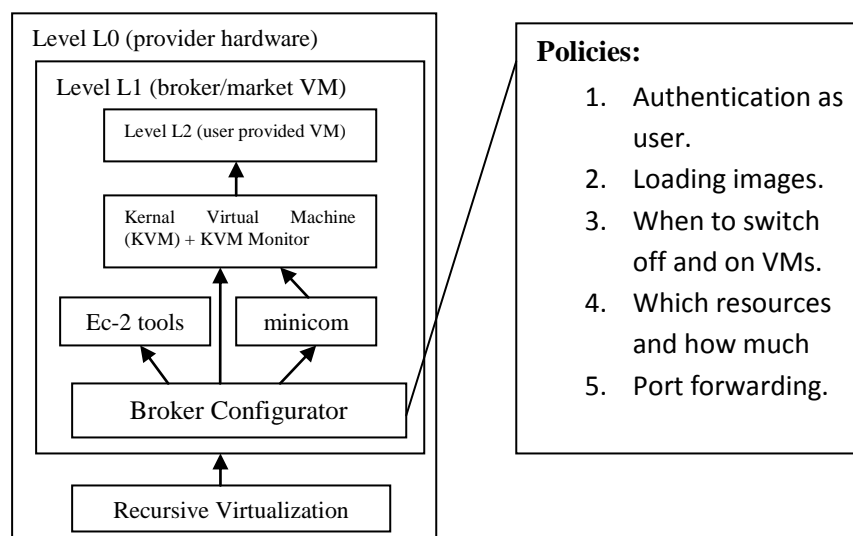 Level L0 (provider hardware)
Level L1 (broker/market VM)
Level L2 (user provided VM)
Kernal Virtual Machine
(KVM) + KVM Monitor
Ec-2 tools
minicom
Broker Configurator
Recursive Virtualization
Policies:
1. Authentication as
user.
2. Loading images.
3. When to switch
off and on VMs.
4. Which resources
and how much
5. Port forwarding.